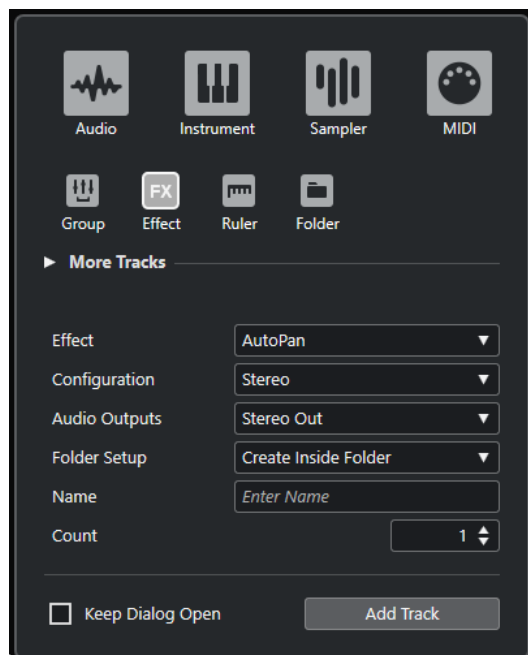 Audio Instrument Sampler MIDI
FX
Group Effect Ruler Folder
More Tracks
Effect AutoPan
Configuration Stereo
Audio Outputs Stereo Out
Folder Setup Create Inside Folder
Name Enter Name
Count 1
Keep Dialog Open Add Track